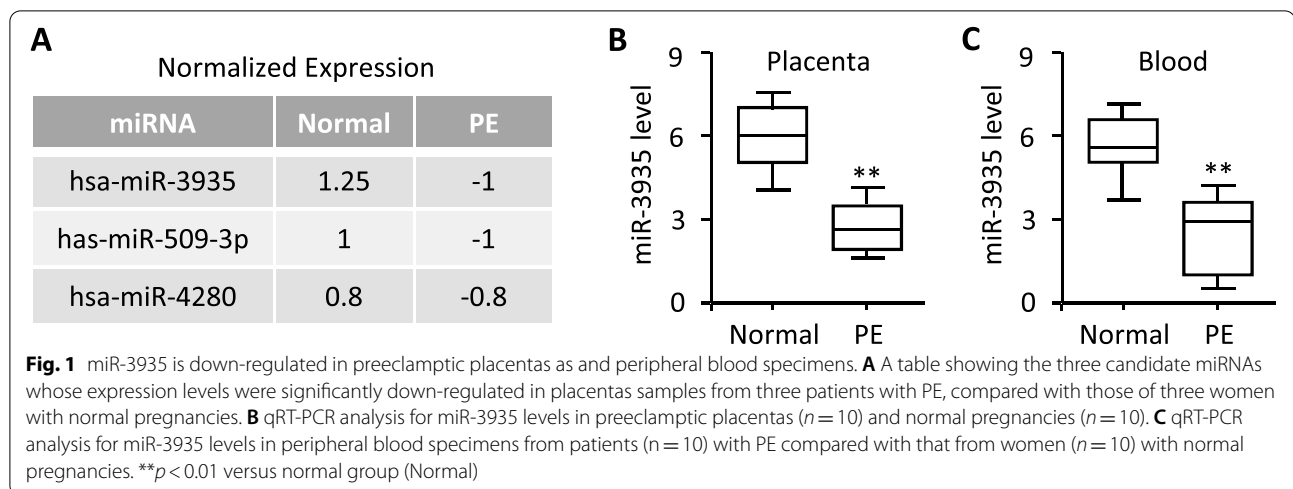 A
Normalized Expression
miRNA Normal PE
hsa-miR-3935 1.25 -1
has-miR-509-3p 1 -1
hsa-miR-4280 0.8 -0.8
B
Placenta
miR-3935 level
9
6
3
0
**
Normal PE
C
Blood
miR-3935 level
9
6
3
0
**
Normal PE
Fig. 1 miR-3935 is down-regulated in preeclamptic placentas as and peripheral blood specimens. A A table showing the three candidate miRNAs
whose expression levels were significantly down-regulated in placentas samples from three patients with PE, compared with those of three women
with normal pregnancies. B qRT-PCR analysis for miR-3935 levels in preeclamptic placentas (n = 10) and normal pregnancies (n = 10). C qRT-PCR
analysis for miR-3935 levels in peripheral blood specimens from patients (n = 10) with PE compared with that from women (n = 10) with normal
pregnancies. **p < 0.01 versus normal group (Normal)